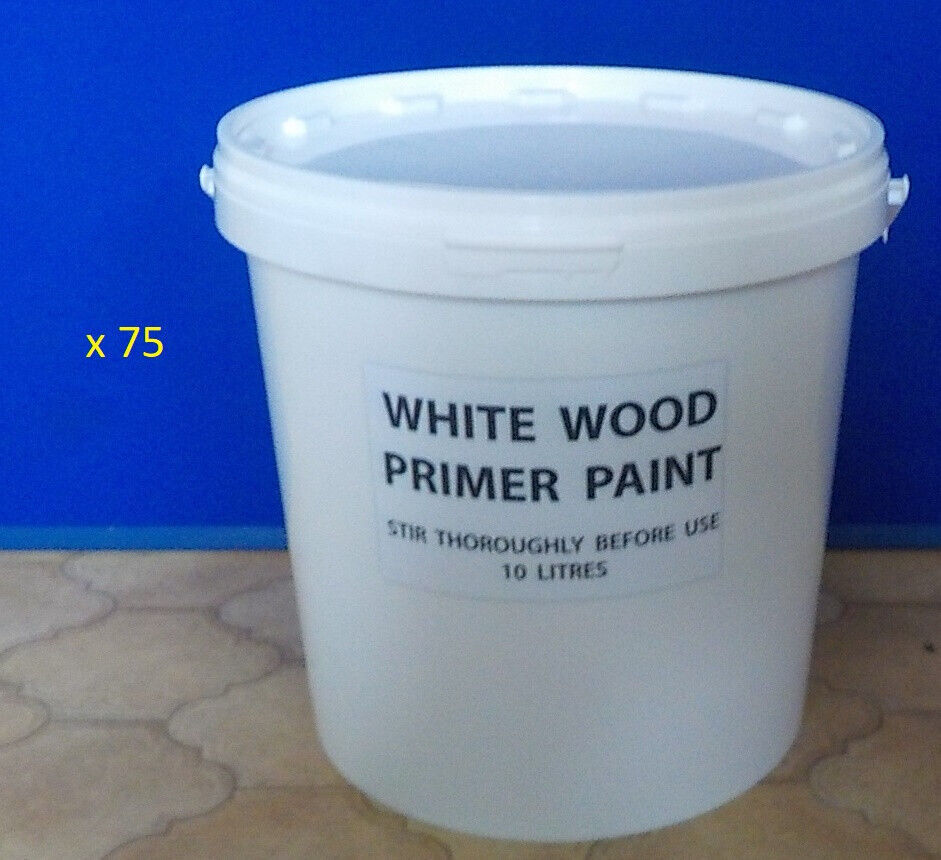 x 75
WHITE WOOD
PRIMER PAINT
STIR THOROUGHLY BEFORE USE
10 LITRES